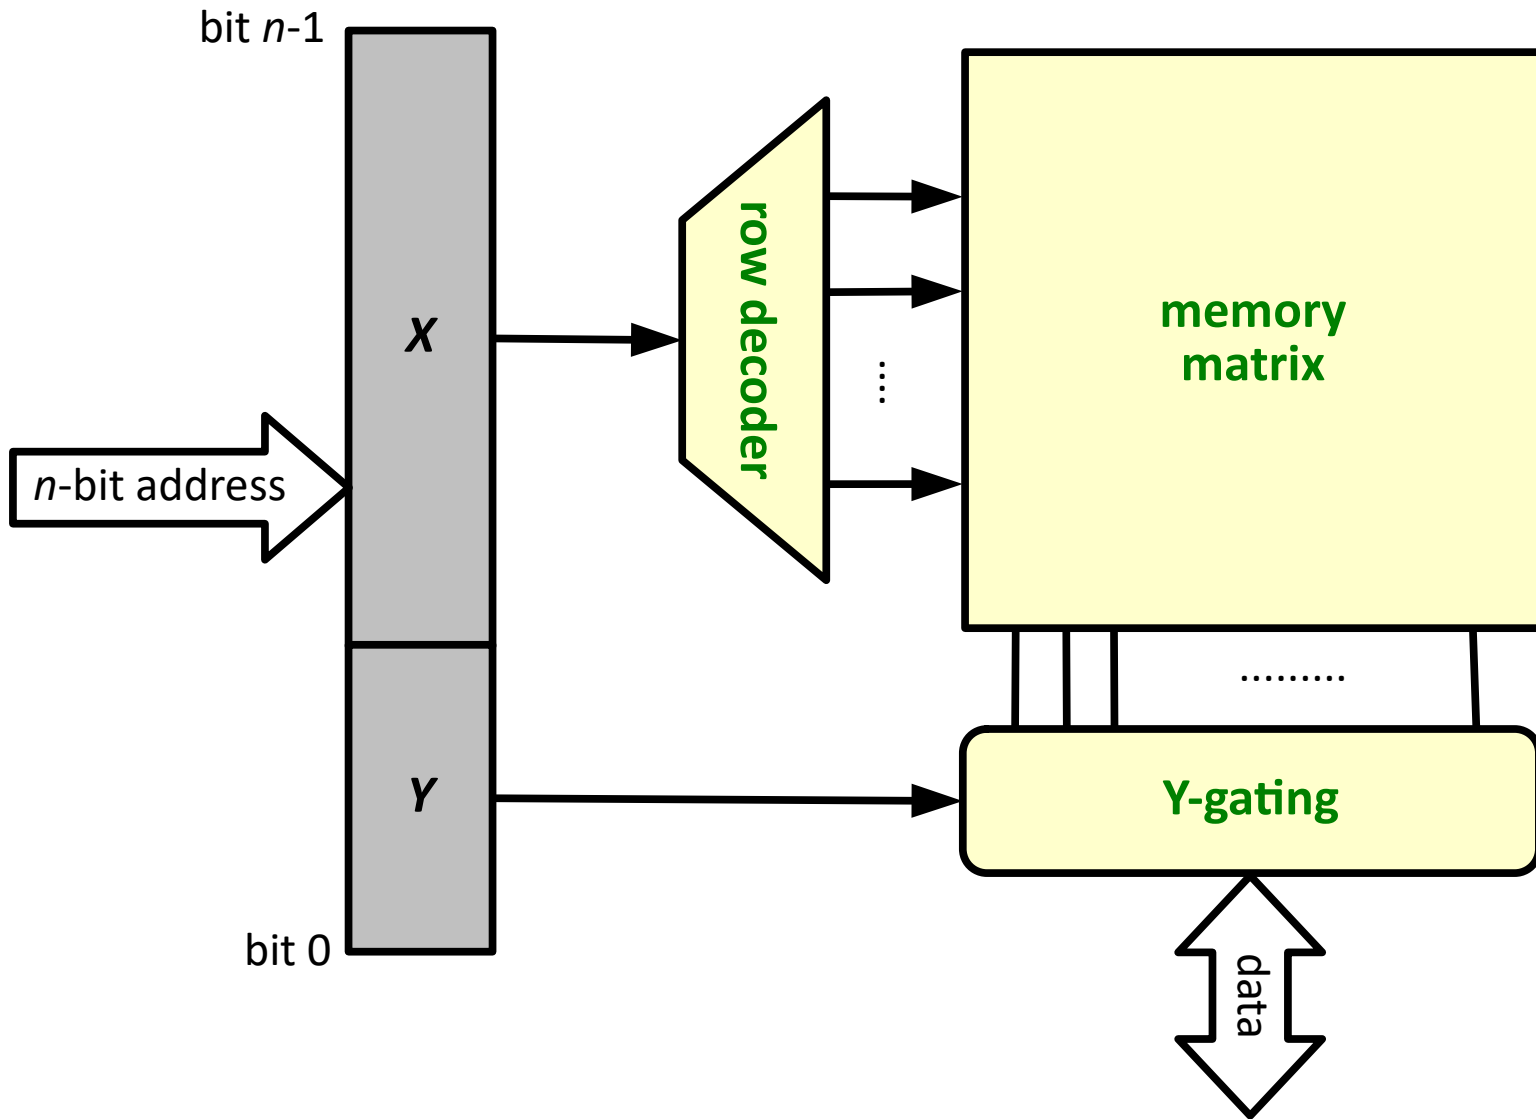 bit n-1
X
row decoder
memory
matrix
.....
n-bit address
.........
Y
Y-gating
bit 0
data